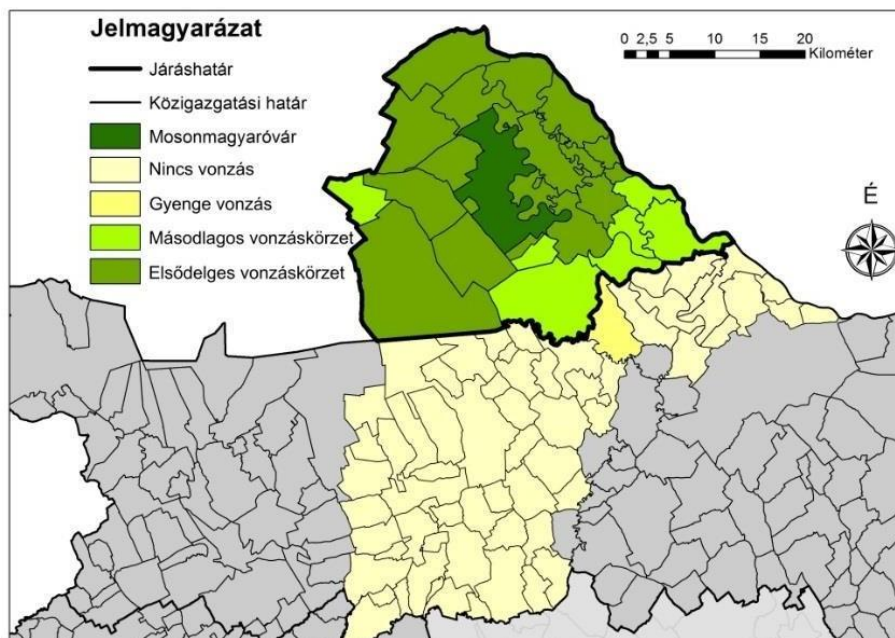 Jelmagyarázat
Járáshatár
Közigazgatási határ
Mosonmagyaróvár
Nincs vonzás
Gyenge vonzás
Másodlagos vonzáskörzet
Elsődelges vonzáskörzet
0 2,5 5 10 15 20
Kilométer
É